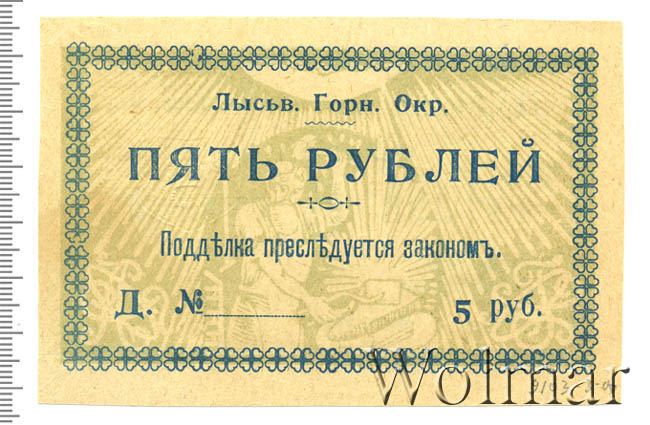 Лысьв. Горн. Окр.
ПЯТЬ РУБЛЕЙ
Поддѣлка преслѣдуется закономъ.
Д. № 5 руб.
Wolmar